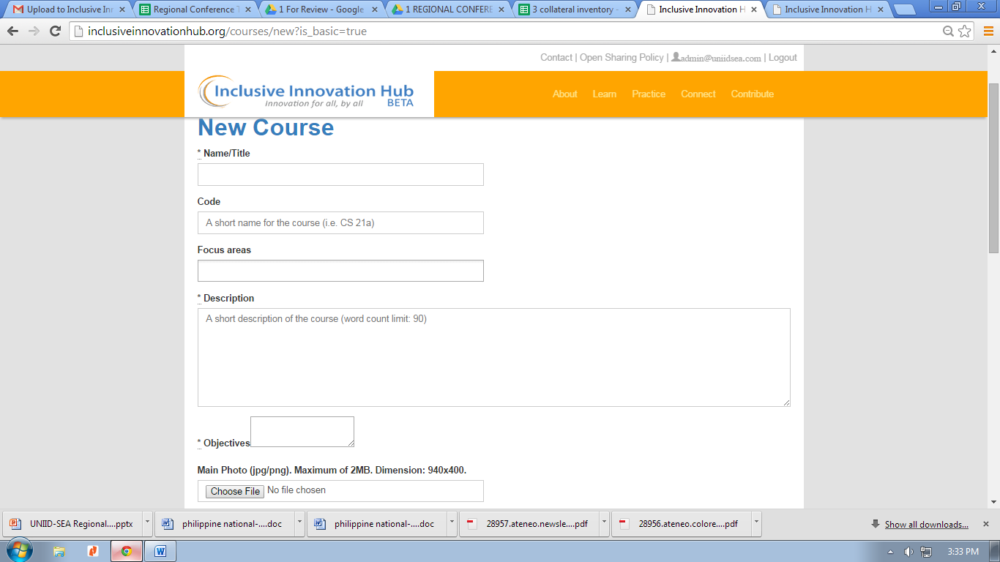 Upload to Inclusive Inn
Regional Conference T
1 For Review - Google
1 REGIONAL CONFERE
3 collateral inventory -
Inclusive Innovation H
Inclusive Innovation H
inclusiveinnovationhub.org/courses/new?is_basic=true
Contact | Open Sharing Policy | admin@uniidsea.com | Logout
Inclusive Innovation Hub
BETA
Innovation for all, by all
About Learn Practice Connect Contribute
New Course
* Name/Title
Code
A short name for the course (i.e. CS 21a)
Focus areas
* Description
A short description of the course (word count limit: 90)
* Objectives
Main Photo (jpg/png). Maximum of 2MB. Dimension: 940x400.
Choose File No file chosen
UNIID-SEA Regional....pptx
philippine national-....doc
philippine national-....doc
28957.ateneo.newsle....pdf
28956.ateneo.colore....pdf
Show all downloads...
3:33 PM